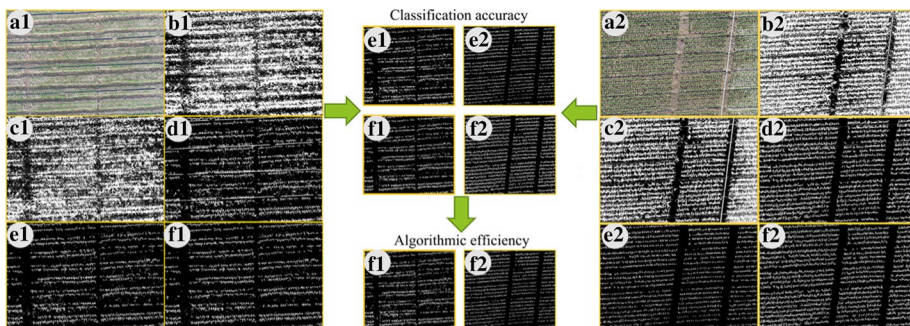 a1
b1
c1
d1
e1
f1
Classification accuracy
e1
e2
f1
f2
Algorithmic efficiency
f1
f2
a2
b2
c2
d2
e2
f2